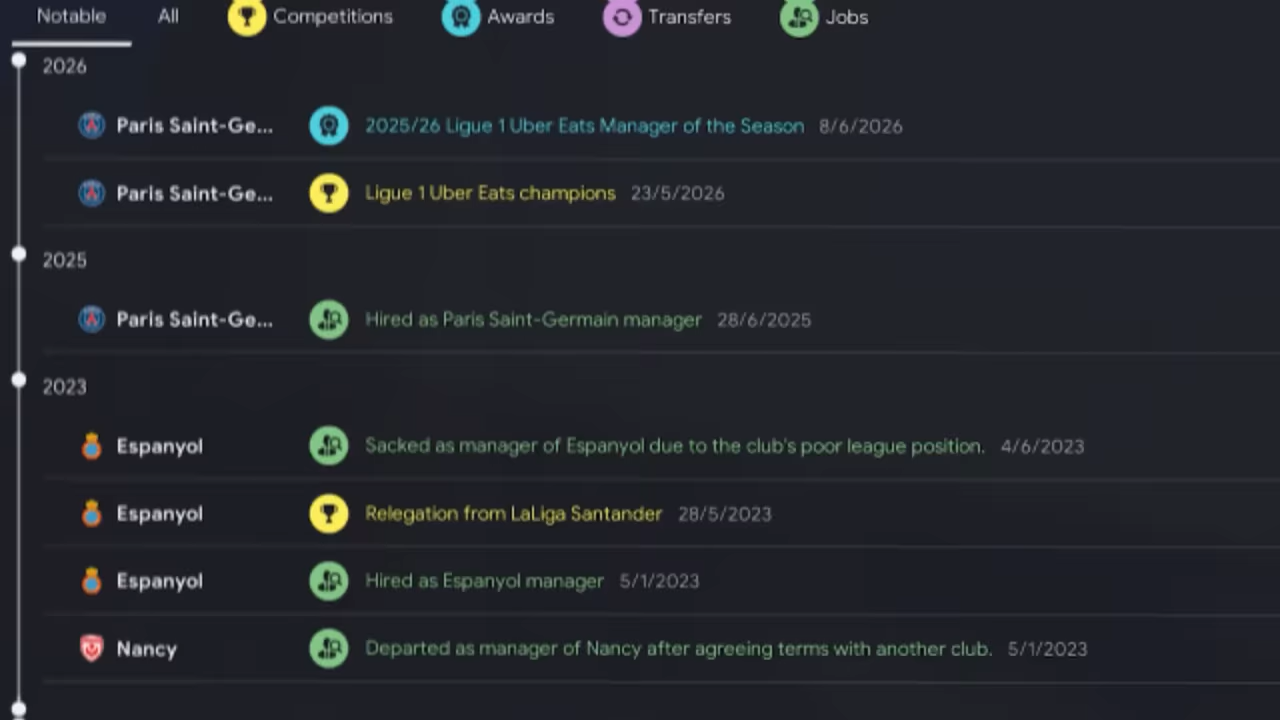 Notable All Competitions Awards Transfers Jobs
2026
Paris Saint-Ge... 2025/26 Ligue 1 Uber Eats Manager of the Season 8/6/2026
Paris Saint-Ge... Ligue 1 Uber Eats champions 23/5/2026
2025
Paris Saint-Ge... Hired as Paris Saint-Germain manager 28/6/2025
2023
Espanyol Sacked as manager of Espanyol due to the club's poor league position. 4/6/2023
Espanyol Relegation from LaLiga Santander 28/5/2023
Espanyol Hired as Espanyol manager 5/1/2023
Nancy Departed as manager of Nancy after agreeing terms with another club. 5/1/2023